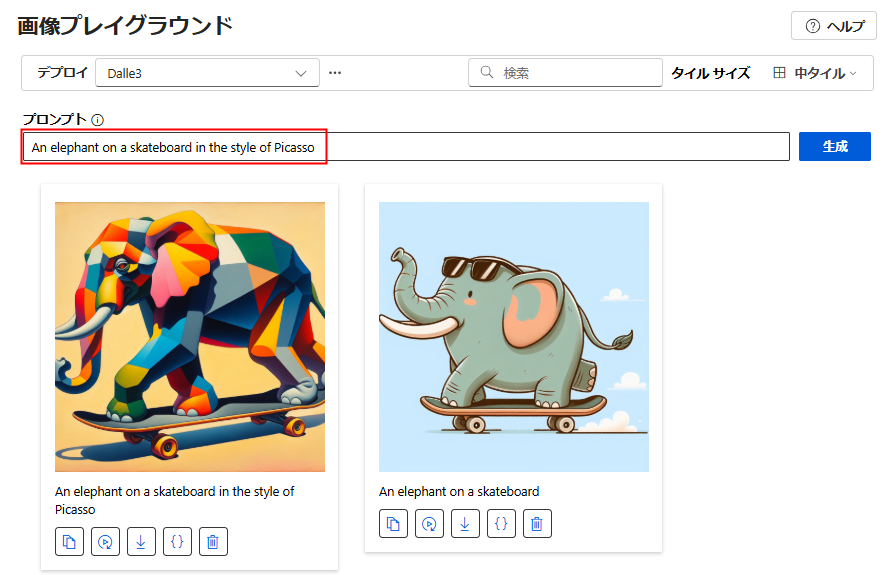 画像プレイグラウンド
ヘルプ
デプロイ Dalle3 ··· 検索 タイル サイズ 中タイル
プロンプト
An elephant on a skateboard in the style of Picasso
生成
An elephant on a skateboard in the style of
Picasso
An elephant on a skateboard